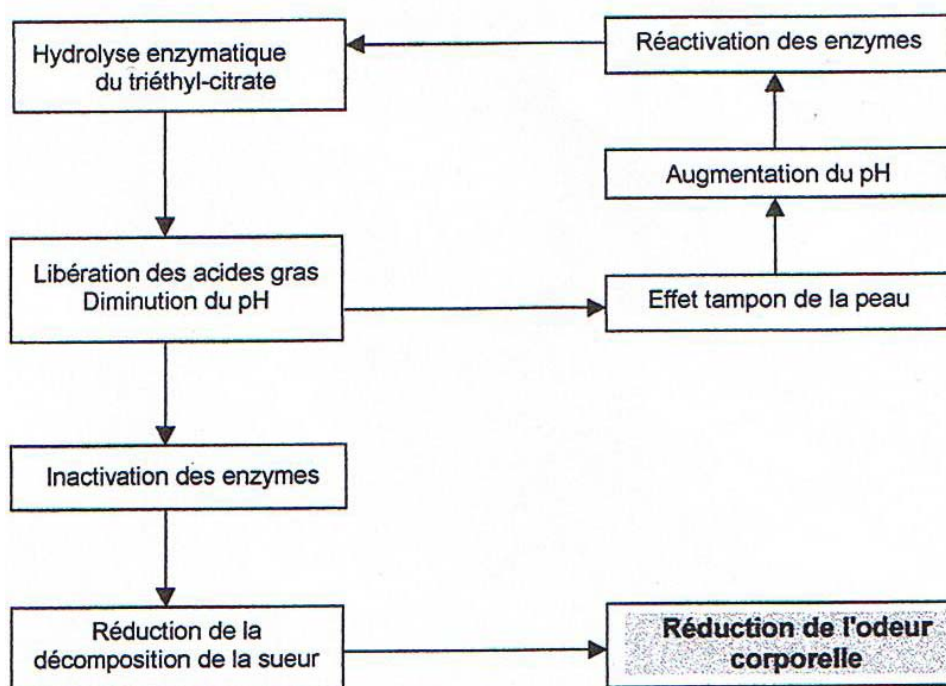 Hydrolyse enzymatique
du triéthyl-citrate
Réactivation des enzymes
Augmentation du pH
Libération des acides gras
Diminution du pH
Effet tampon de la peau
Inactivation des enzymes
Réduction de la
décomposition de la sueur
Réduction de l'odeur
corporelle